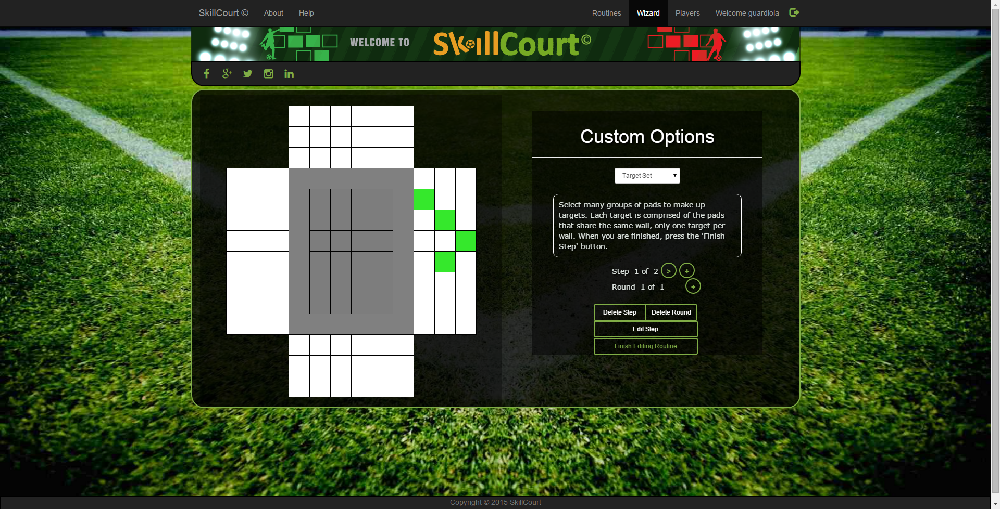 SkillCourt © About Help Routines Wizard Players Welcome guardiola
WELCOME TO SkillCourt©
Custom Options
Target Set
Select many groups of pads to make up
targets. Each target is comprised of the pads
that share the same wall, only one target per
wall. When you are finished, press the 'Finish
Step' button.
Step 1 of 2 > +
Round 1 of 1 +
Delete Step Delete Round
Edit Step
Finish Editing Routine
Copyright © 2015 SkillCourt